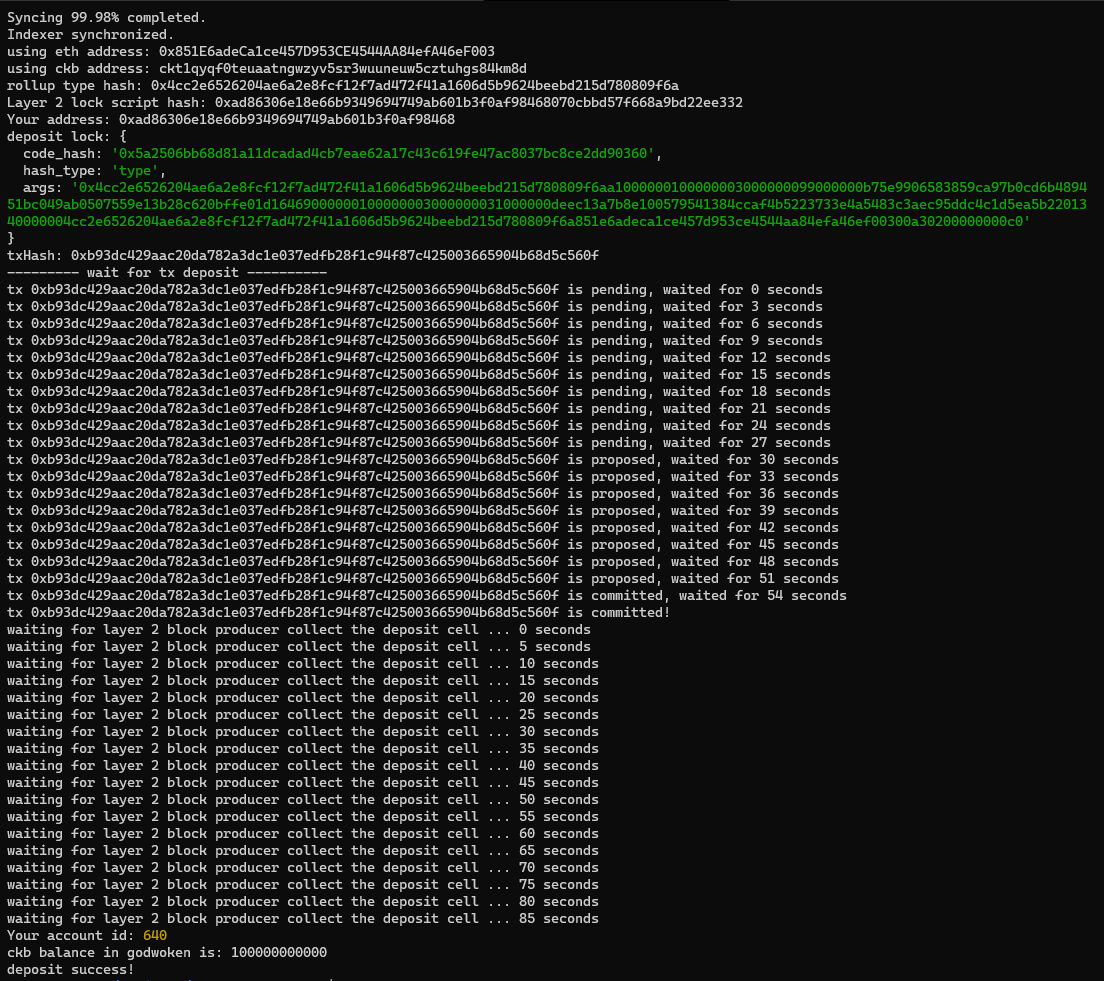 Syncing 99.98% completed.
Indexer synchronized.
using eth address: 0x851E6adeCa1ce457D953CE4544AA84efA46eF003
using ckb address: ckt1qyqf0teuaatngwzyv5sr3wuuneuw5cztuhgs84km8d
rollup type hash: 0x4cc2e6526204ae6a2e8fcf12f7ad472f41a1606d5b9624beebd215d780809f6a
Layer 2 lock script hash: 0xad86306e18e66b9349694749ab601b3f0af98468070cbbd57f668a9bd22ee332
Your address: 0xad86306e18e66b9349694749ab601b3f0af98468
deposit lock: {
  code_hash: '0x5a2506bb68d81a11dcadad4cb7eae62a17c43c619fe47ac8037bc8ce2dd90360',
  hash_type: 'type',
  args: '0x4cc2e6526204ae6a2e8fcf12f7ad472f41a1606d5b9624beebd215d780809f6aa10000001000000003000000099000000b75e9906583859ca97b0cd6b4894
51bc049ab0507559e13b28c620bffe01d164690000000100000003000000031000000deec13a7b8e100579541384ccaf4b5223733e4a5483c3aec95ddc4c1d5ea5b22013
40000004cc2e6526204ae6a2e8fcf12f7ad472f41a1606d5b9624beebd215d780809f6a851e6adeca1ce457d953ce4544aa84efa46ef00300a30200000000c0'
}
txHash: 0xb93dc429aac20da782a3dc1e037edfb28f1c94f87c425003665904b68d5c560f
--------- wait for tx deposit ----------
tx 0xb93dc429aac20da782a3dc1e037edfb28f1c94f87c425003665904b68d5c560f is pending, waited for 0 seconds
tx 0xb93dc429aac20da782a3dc1e037edfb28f1c94f87c425003665904b68d5c560f is pending, waited for 3 seconds
tx 0xb93dc429aac20da782a3dc1e037edfb28f1c94f87c425003665904b68d5c560f is pending, waited for 6 seconds
tx 0xb93dc429aac20da782a3dc1e037edfb28f1c94f87c425003665904b68d5c560f is pending, waited for 9 seconds
tx 0xb93dc429aac20da782a3dc1e037edfb28f1c94f87c425003665904b68d5c560f is pending, waited for 12 seconds
tx 0xb93dc429aac20da782a3dc1e037edfb28f1c94f87c425003665904b68d5c560f is pending, waited for 15 seconds
tx 0xb93dc429aac20da782a3dc1e037edfb28f1c94f87c425003665904b68d5c560f is pending, waited for 18 seconds
tx 0xb93dc429aac20da782a3dc1e037edfb28f1c94f87c425003665904b68d5c560f is pending, waited for 21 seconds
tx 0xb93dc429aac20da782a3dc1e037edfb28f1c94f87c425003665904b68d5c560f is pending, waited for 24 seconds
tx 0xb93dc429aac20da782a3dc1e037edfb28f1c94f87c425003665904b68d5c560f is pending, waited for 27 seconds
tx 0xb93dc429aac20da782a3dc1e037edfb28f1c94f87c425003665904b68d5c560f is proposed, waited for 30 seconds
tx 0xb93dc429aac20da782a3dc1e037edfb28f1c94f87c425003665904b68d5c560f is proposed, waited for 33 seconds
tx 0xb93dc429aac20da782a3dc1e037edfb28f1c94f87c425003665904b68d5c560f is proposed, waited for 36 seconds
tx 0xb93dc429aac20da782a3dc1e037edfb28f1c94f87c425003665904b68d5c560f is proposed, waited for 39 seconds
tx 0xb93dc429aac20da782a3dc1e037edfb28f1c94f87c425003665904b68d5c560f is proposed, waited for 42 seconds
tx 0xb93dc429aac20da782a3dc1e037edfb28f1c94f87c425003665904b68d5c560f is proposed, waited for 45 seconds
tx 0xb93dc429aac20da782a3dc1e037edfb28f1c94f87c425003665904b68d5c560f is proposed, waited for 48 seconds
tx 0xb93dc429aac20da782a3dc1e037edfb28f1c94f87c425003665904b68d5c560f is proposed, waited for 51 seconds
tx 0xb93dc429aac20da782a3dc1e037edfb28f1c94f87c425003665904b68d5c560f is committed, waited for 54 seconds
tx 0xb93dc429aac20da782a3dc1e037edfb28f1c94f87c425003665904b68d5c560f is committed!
waiting for layer 2 block producer collect the deposit cell ... 0 seconds
waiting for layer 2 block producer collect the deposit cell ... 5 seconds
waiting for layer 2 block producer collect the deposit cell ... 10 seconds
waiting for layer 2 block producer collect the deposit cell ... 15 seconds
waiting for layer 2 block producer collect the deposit cell ... 20 seconds
waiting for layer 2 block producer collect the deposit cell ... 25 seconds
waiting for layer 2 block producer collect the deposit cell ... 30 seconds
waiting for layer 2 block producer collect the deposit cell ... 35 seconds
waiting for layer 2 block producer collect the deposit cell ... 40 seconds
waiting for layer 2 block producer collect the deposit cell ... 45 seconds
waiting for layer 2 block producer collect the deposit cell ... 50 seconds
waiting for layer 2 block producer collect the deposit cell ... 55 seconds
waiting for layer 2 block producer collect the deposit cell ... 60 seconds
waiting for layer 2 block producer collect the deposit cell ... 65 seconds
waiting for layer 2 block producer collect the deposit cell ... 70 seconds
waiting for layer 2 block producer collect the deposit cell ... 75 seconds
waiting for layer 2 block producer collect the deposit cell ... 80 seconds
waiting for layer 2 block producer collect the deposit cell ... 85 seconds
Your account id: 640
ckb balance in godwoken is: 100000000000
deposit success!